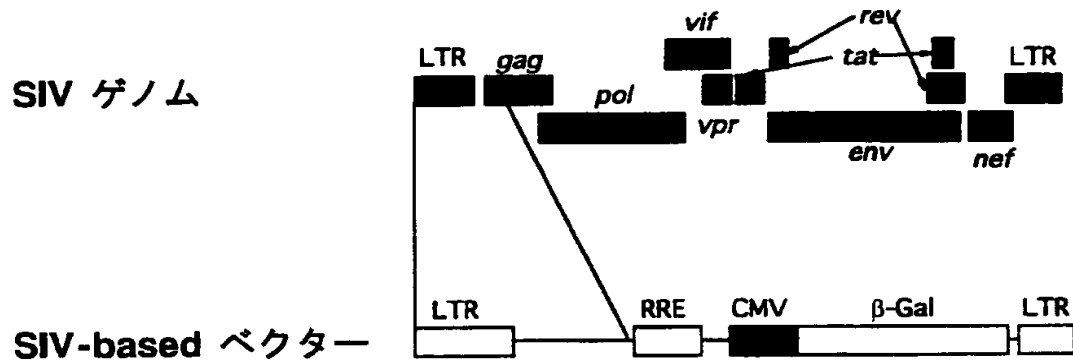 vif
rev
LTR
gag
tat
LTR
SIV ゲノム
pol
vpr
env
nef
LTR
RRE
CMV
β-Gal
LTR
SIV-based ベクター